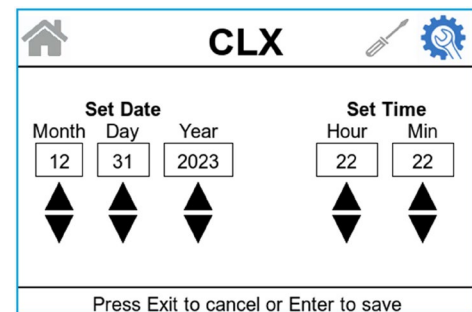 CLX
Set Date
Set Time
Month Day Year
Hour Min
12 31 2023
22 22
Press Exit to cancel or Enter to save